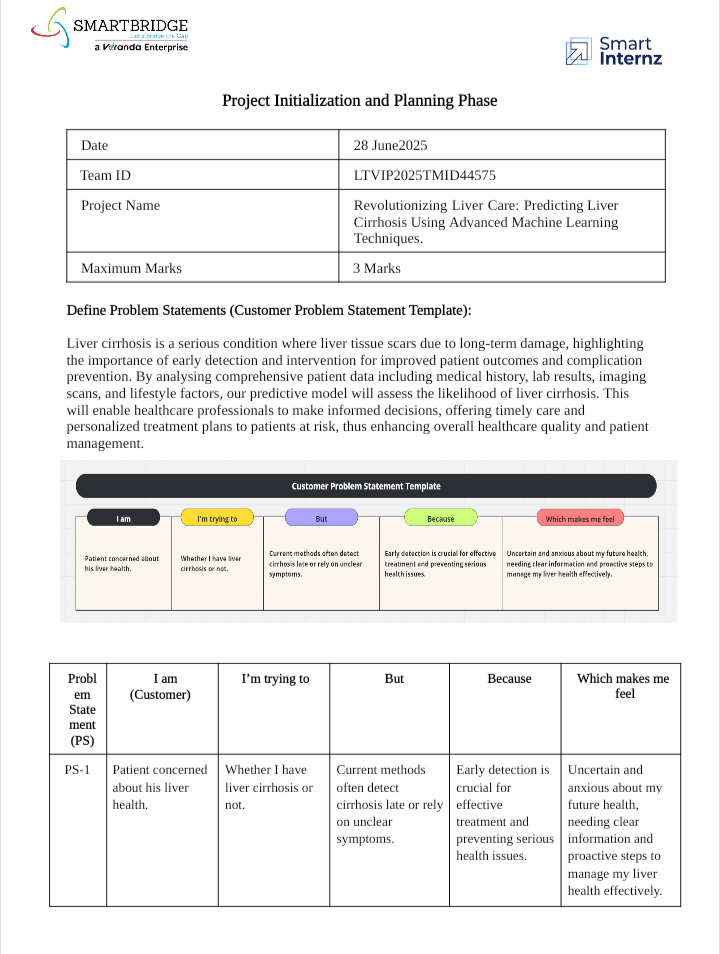 SMARTBRIDGE
Let's Bridge the Gap
a Veranda Enterprise
Smart
Internz
Project Initialization and Planning Phase
Date
28 June2025
Team ID
LTVIP2025TMID44575
Project Name
Revolutionizing Liver Care: Predicting Liver
Cirrhosis Using Advanced Machine Learning
Techniques.
Maximum Marks
3 Marks
Define Problem Statements (Customer Problem Statement Template):
Liver cirrhosis is a serious condition where liver tissue scars due to long-term damage, highlighting
the importance of early detection and intervention for improved patient outcomes and complication
prevention. By analysing comprehensive patient data including medical history, lab results, imaging
scans, and lifestyle factors, our predictive model will assess the likelihood of liver cirrhosis. This
will enable healthcare professionals to make informed decisions, offering timely care and
personalized treatment plans to patients at risk, thus enhancing overall healthcare quality and patient
management.
Customer Problem Statement Template
I am
Patient concerned about
his liver health.
I'm trying to
Whether I have liver
cirrhosis or not.
But
Current methods often detect
cirrhosis late or rely on unclear
symptoms.
Because
Early detection is crucial for effective
treatment and preventing serious
health issues.
Which makes me feel
Uncertain and anxious about my future health,
needing clear information and proactive steps to
manage my liver health effectively.
Probl
em
State
ment
(PS)
I am
(Customer)
I'm trying to
But
Because
Which makes me
feel
PS-1
Patient concerned
about his liver
health.
Whether I have
liver cirrhosis or
not.
Current methods
often detect
cirrhosis late or rely
on unclear
symptoms.
Early detection is
crucial for
effective
treatment and
preventing serious
health issues.
Uncertain and
anxious about my
future health,
needing clear
information and
proactive steps to
manage my liver
health effectively.